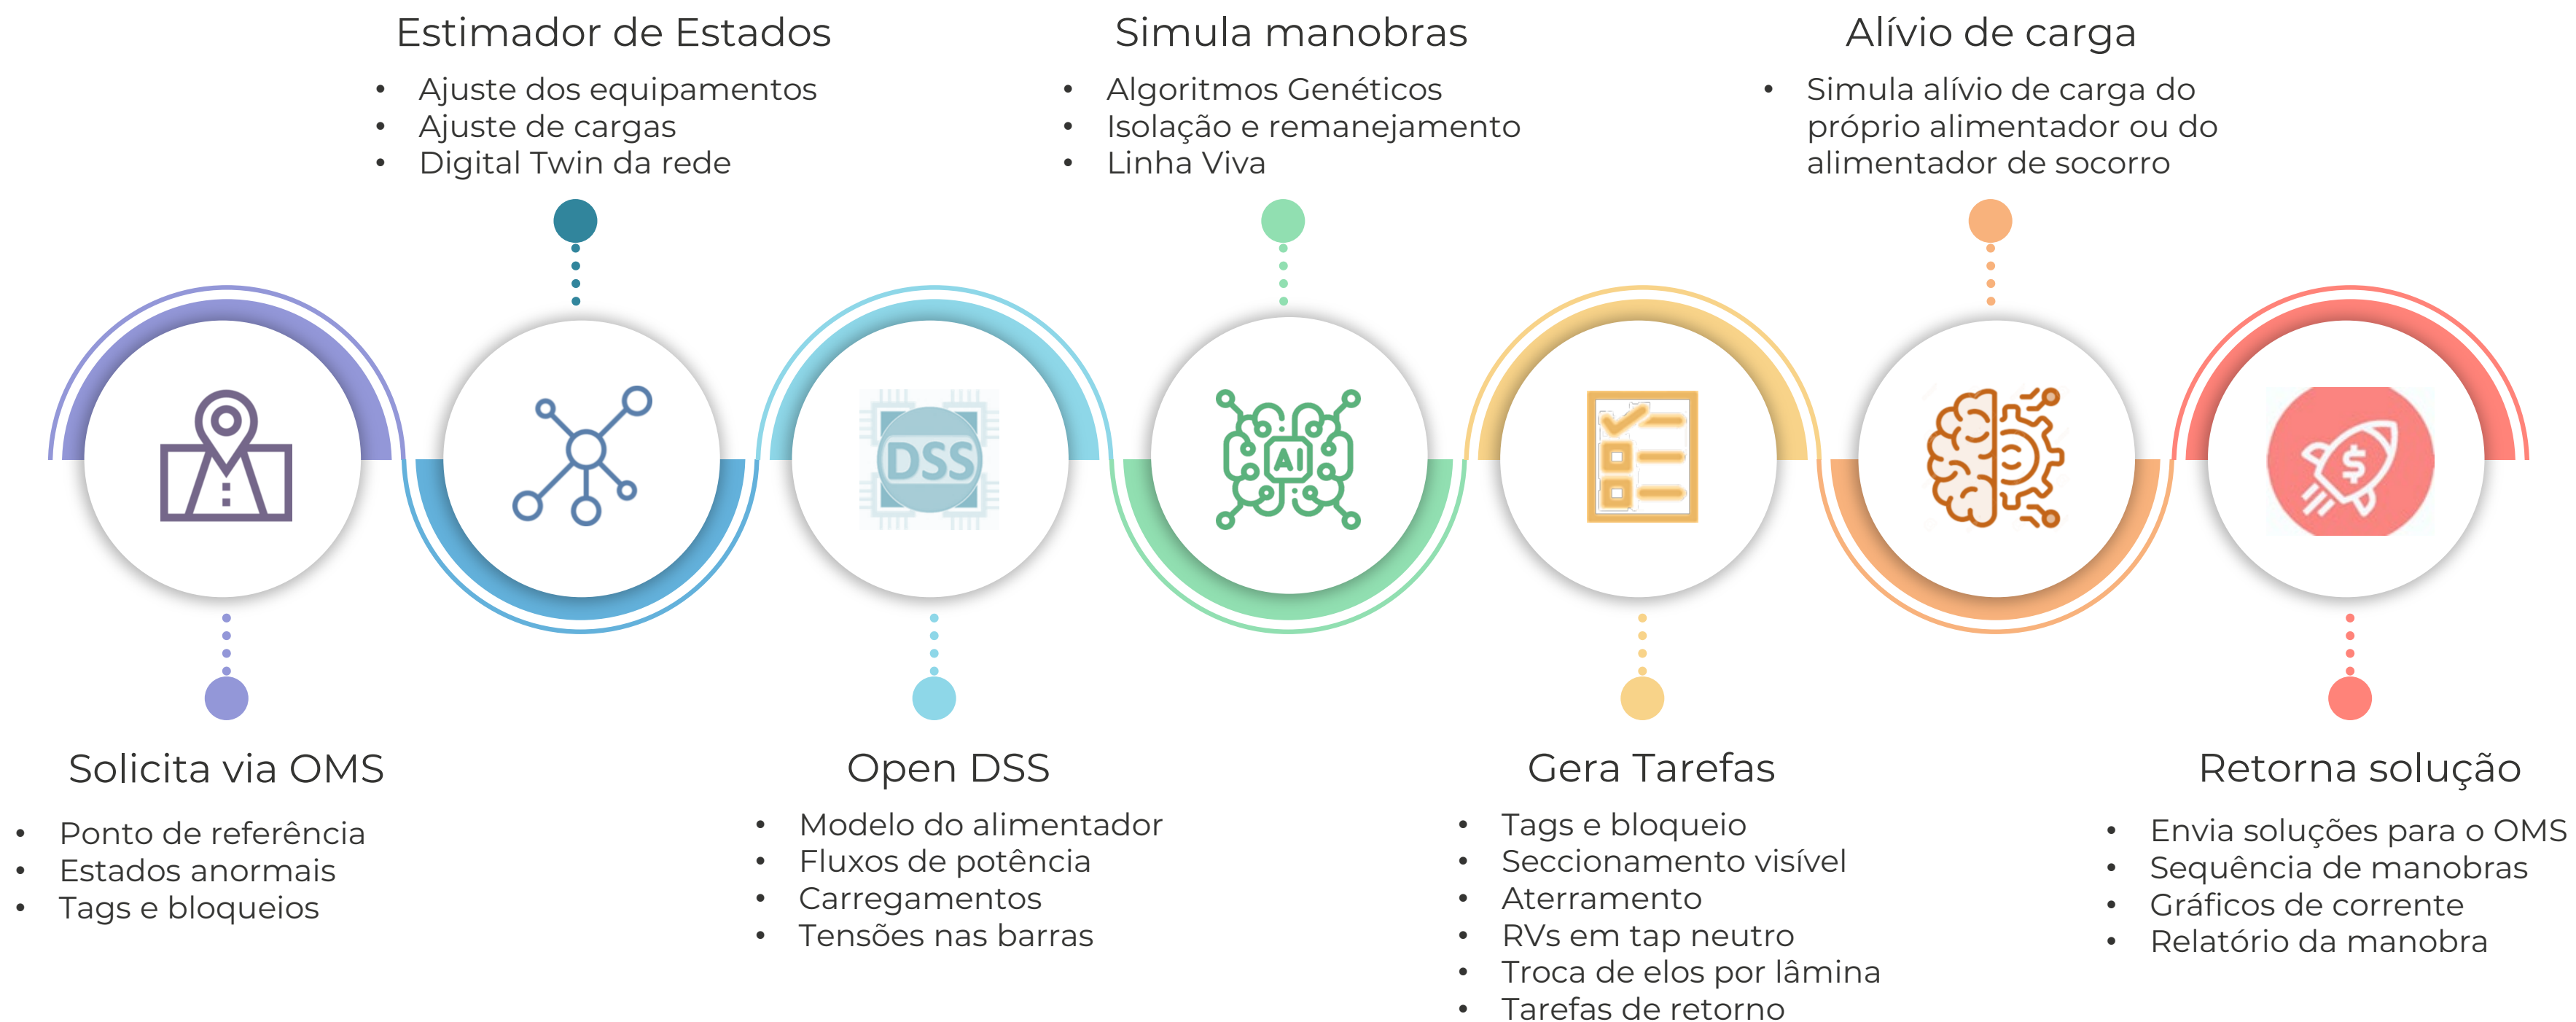 Estimador de Estados
• Ajuste dos equipamentos
• Ajuste de cargas
• Digital Twin da rede
Simula manobras
• Algoritmos Genéticos
• Isolação e remanejamento
• Linha Viva
Alívio de carga
• Simula alívio de carga do
próprio alimentador ou do
alimentador de socorro
DSS
AI
$
Solicita via OMS
• Ponto de referência
• Estados anormais
• Tags e bloqueios
Open DSS
• Modelo do alimentador
• Fluxos de potência
• Carregamentos
• Tensões nas barras
Gera Tarefas
• Tags e bloqueio
• Seccionamento visível
• Aterramento
• RVs em tap neutro
• Troca de elos por lâmina
• Tarefas de retorno
Retorna solução
• Envia soluções para o OMS
• Sequência de manobras
• Gráficos de corrente
• Relatório da manobra